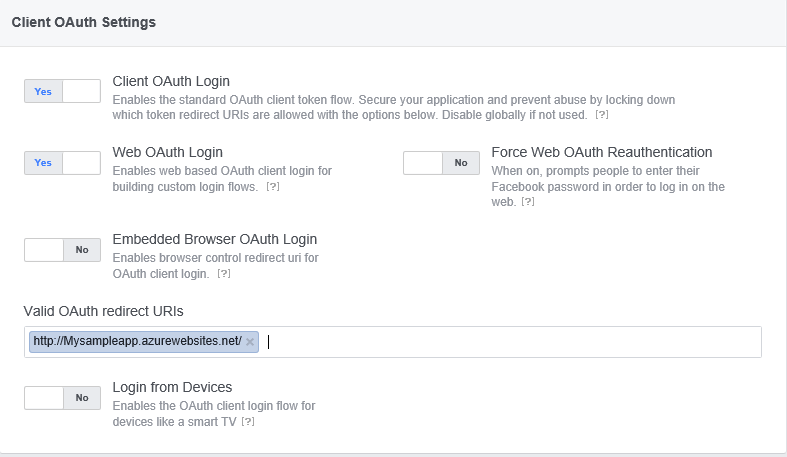 Client OAuth Settings
Yes
Client OAuth Login
Enables the standard OAuth client token flow. Secure your application and prevent abuse by locking down
which token redirect URIs are allowed with the options below. Disable globally if not used. [?]
Yes
Web OAuth Login
Enables web based OAuth client login for
building custom login flows. [?]
No
Force Web OAuth Reauthentication
When on, prompts people to enter their
Facebook password in order to log in on the
web. [?]
No
Embedded Browser OAuth Login
Enables browser control redirect uri for
OAuth client login. [?]
Valid OAuth redirect URIs
http://Mysampleapp.azurewebsites.net/ ×
No
Login from Devices
Enables the OAuth client login flow for
devices like a smart TV [?]